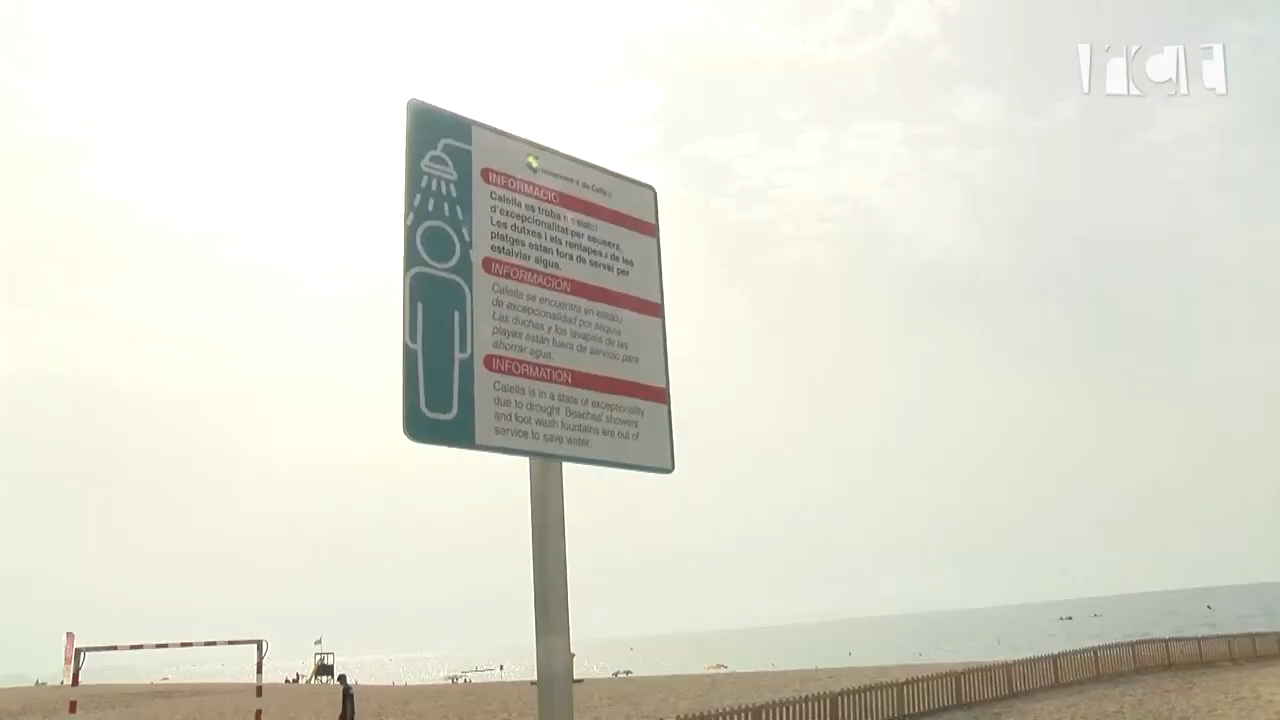 INFORMACIÓ
Calella es troba
d'excepcionalitat per
Les dutxes i els rentapeus de les
platges estan fora de servei per
estalviar aigua.
INFORMACIÓN
Calella se encuentra en estado
de excepcionalidad por sequía
Las duchas y los lavapiés de las
playas están fuera de servicio para
ahorrar agua.
INFORMATION
Calella is in a state of exceptionality
due to drought. Beaches' showers
and foot wash fountains are out of
service to save water.